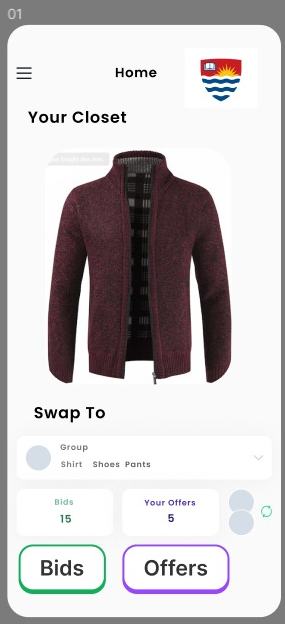 01
Home
Your Closet
Swap To
Group
Shirt Shoes Pants
Bids
15
Your Offers
5
Bids
Offers